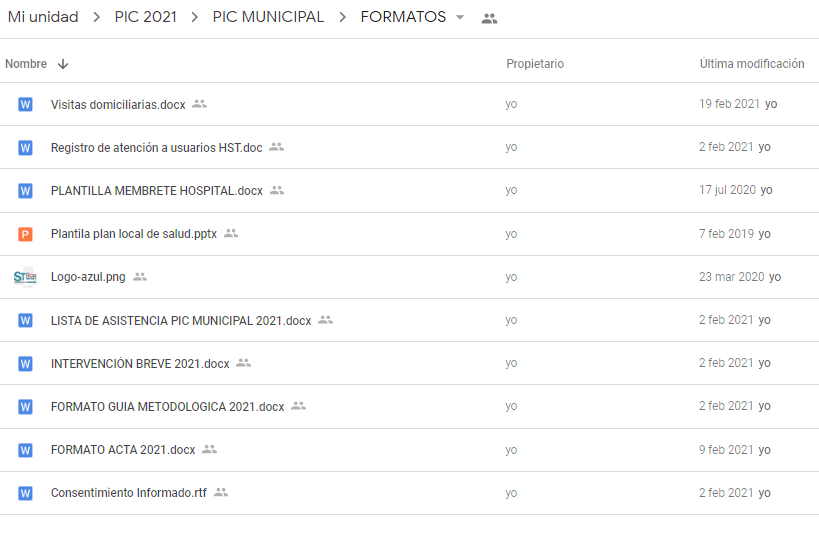 Mi unidad > PIC 2021 > PIC MUNICIPAL > FORMATOS
Nombre Propietario Última modificación
Visitas domiciliarias.docx yo 19 feb 2021 yo
Registro de atención a usuarios HST.doc yo 2 feb 2021 yo
PLANTILLA MEMBRETE HOSPITAL.docx yo 17 jul 2020 yo
Plantila plan local de salud.pptx yo 7 feb 2019 yo
Logo-azul.png yo 23 mar 2020 yo
LISTA DE ASISTENCIA PIC MUNICIPAL 2021.docx yo 2 feb 2021 yo
INTERVENCIÓN BREVE 2021.docx yo 2 feb 2021 yo
FORMATO GUIA METODOLOGICA 2021.docx yo 2 feb 2021 yo
FORMATO ACTA 2021.docx yo 9 feb 2021 yo
Consentimiento Informado.rtf yo 2 feb 2021 yo